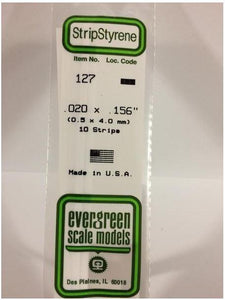 StripStyrene
Item No. Loc. Code
127
.020 x .156"
(0.5 x 4.0 mm)
10 Strips
Made in U.S.A.
evergreen
scale models
Des Plaines, IL 60018